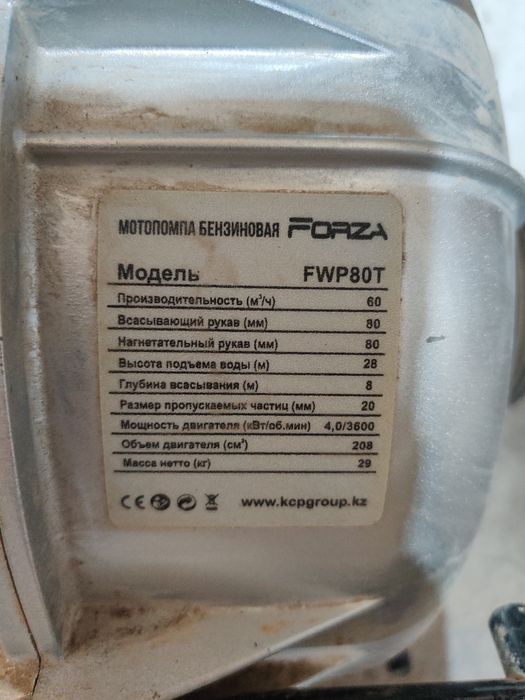 МОТОПОМПА БЕНЗИНОВАЯ FORZA
Модель FWP80T
Производительность (м³/ч) 60
Всасывающий рукав (мм) 80
Нагнетательный рукав (мм) 80
Высота подъема воды (м) 28
Глубина всасывания (м) 8
Размер пропускаемых частиц (мм) 20
Мощность двигателя (кВт/об.мин) 4,0/3600
Объем двигателя (см³) 208
Масса нетто (кг) 29
CE www.kcpgroup.kz